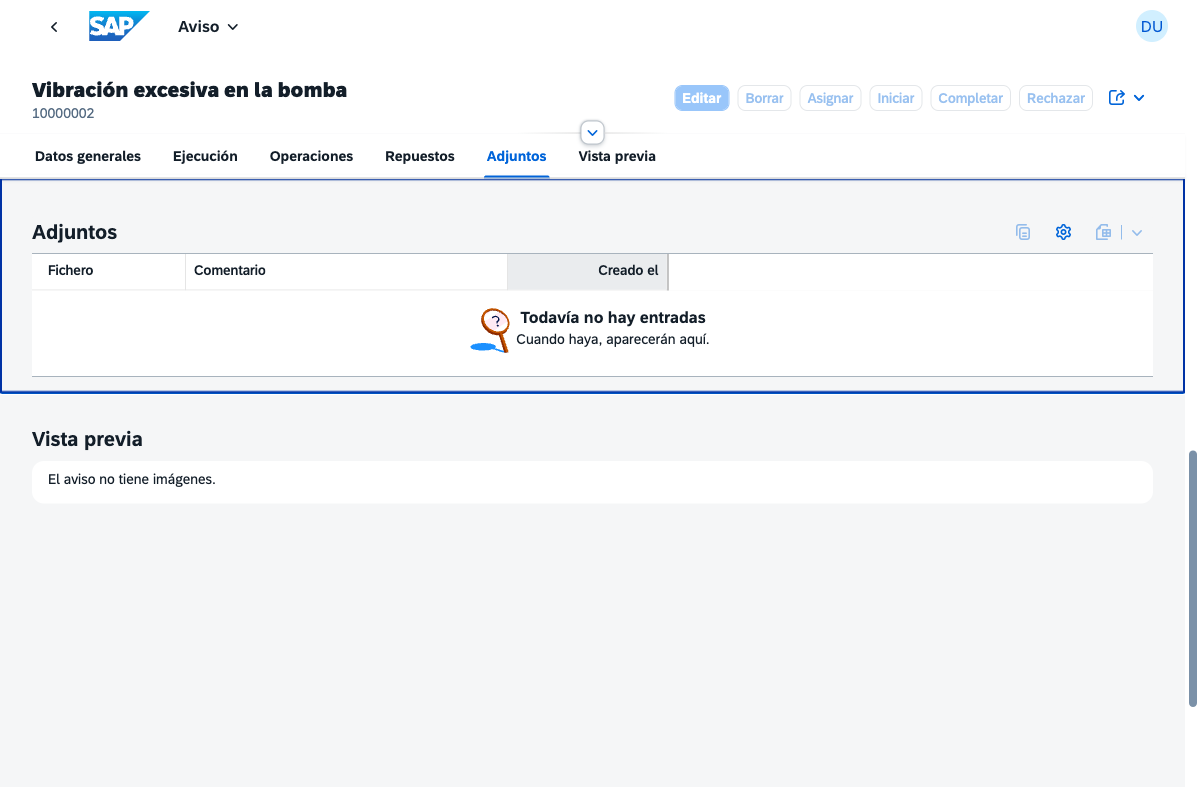 SAP Aviso DU
Vibración excesiva en la bomba
10000002
Editar Borrar Asignar Iniciar Completar Rechazar
Datos generales Ejecución Operaciones Repuestos Adjuntos Vista previa
Adjuntos
Fichero Comentario Creado el
?
Todavía no hay entradas
Cuando haya, aparecerán aquí.
Vista previa
El aviso no tiene imágenes.